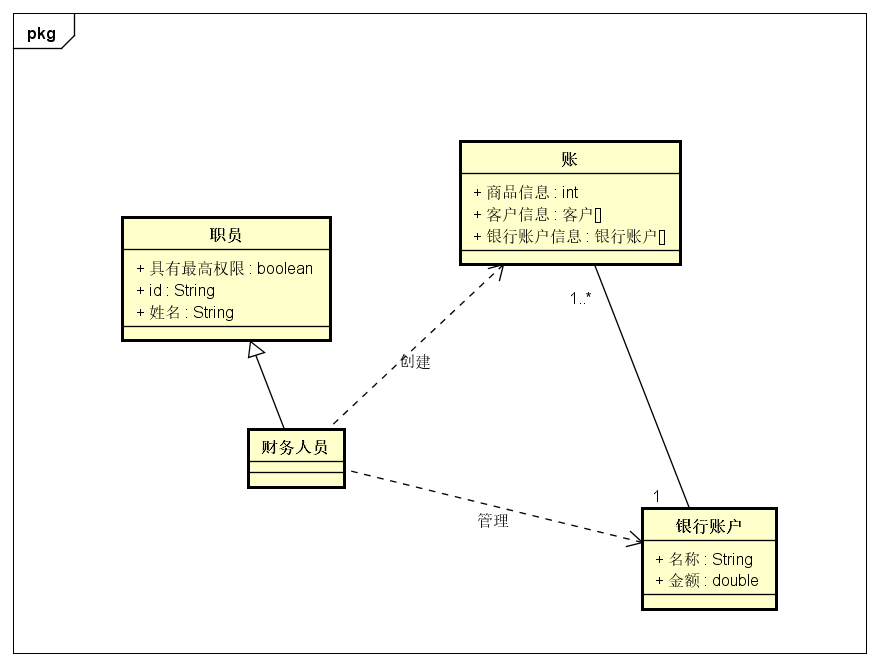 pkg
账
+ 商品信息 : int
+ 客户信息 : 客户[]
+ 银行账户信息 : 银行账户[]
职员
+ 具有最高权限 : boolean
+ id : String
+ 姓名 : String
1..*
创建
财务人员
管理
1
银行账户
+ 名称 : String
+ 金额 : double